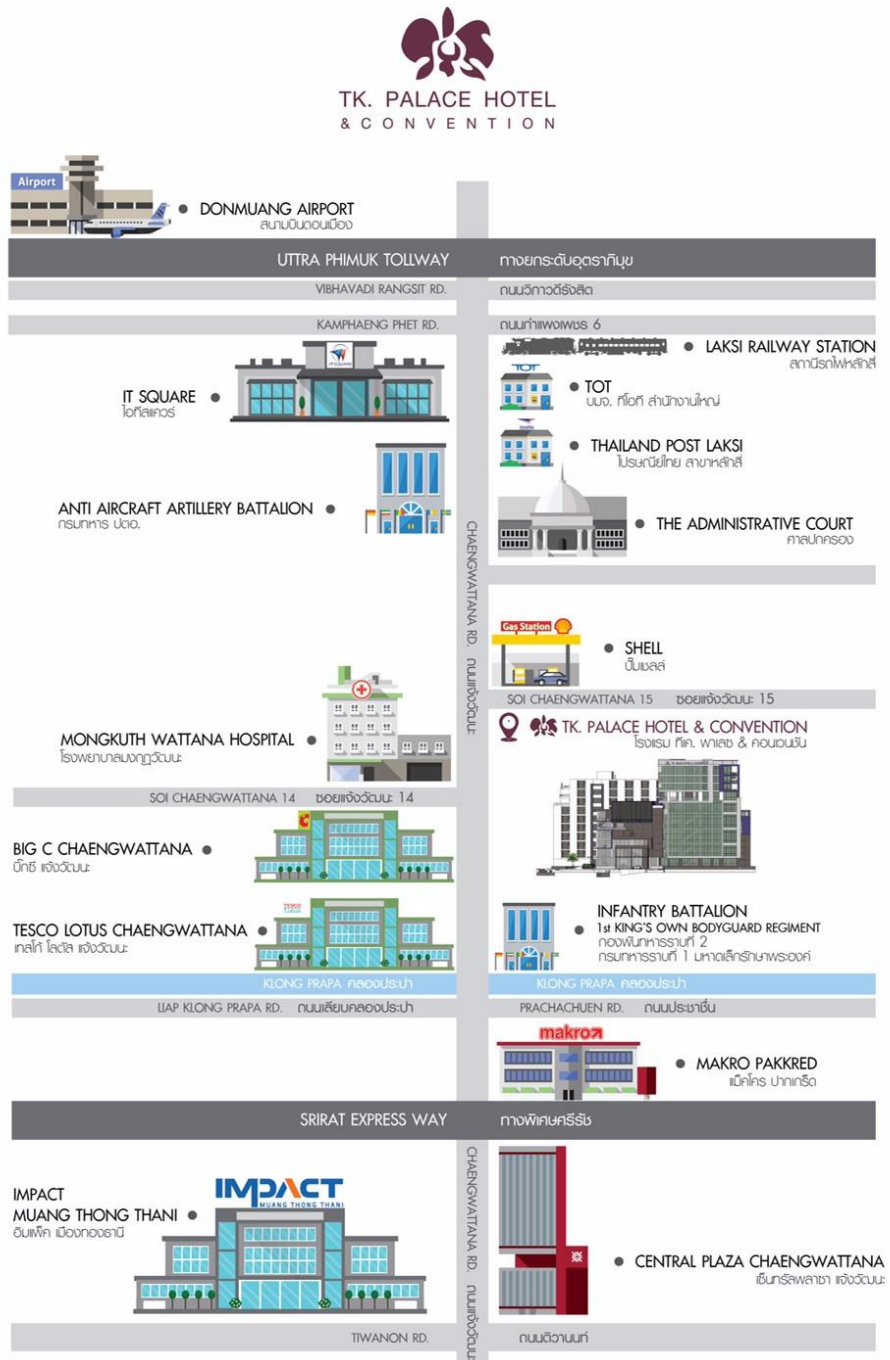 TK. PALACE HOTEL
& CONVENTION
Airport
DONMUANG AIRPORT
สนามบินดอนเมือง
UTTRA PHIMUK TOLLWAY ทางยกระดับอุตราภิมุข
VIBHAVADI RANGSIT RD. ถนนวิภาวดีรังสิต
KAMPHAENG PHET RD. ถนนกำแพงเพชร 6
LAKSI RAILWAY STATION
สถานีรถไฟหลักสี่
IT SQUARE
IT SQUARE
ไอทีสแควร์
TOT
TOT
บมจ. ทีโอที สำนักงานใหญ่
THAILAND POST LAKSI
ไปรษณีย์ไทย สาขาหลักสี่
ANTI AIRCRAFT ARTILLERY BATTALION
กรมทหาร ปตอ.
THE ADMINISTRATIVE COURT
ศาลปกครอง
CHAENGWATTANA RD. ถนนแจ้งวัฒนะ
Gas Station
SHELL
ปั๊มเชลล์
SOI CHAENGWATTANA 15 ซอยแจ้งวัฒนะ 15
TK. PALACE HOTEL & CONVENTION
โรงแรม ทีเค. พาเลซ & คอนเวนชัน
MONGKUTH WATTANA HOSPITAL
โรงพยาบาลมงกุฎวัฒนะ
SOI CHAENGWATTANA 14 ซอยแจ้งวัฒนะ 14
BIG C CHAENGWATTANA
บิ๊กซี แจ้งวัฒนะ
TESCO LOTUS CHAENGWATTANA
เทสโก้ โลตัส แจ้งวัฒนะ
TESCO
Lotus
INFANTRY BATTALION
1st KING'S OWN BODYGUARD REGIMENT
กองพันทหารราบที่ 2
กรมทหารราบที่ 1 มหาดเล็กรักษาพระองค์
KLONG PRAPA คลองประปา
KLONG PRAPA คลองประปา
LIAP KLONG PRAPA RD. ถนนเลียบคลองประปา
PRACHACHUEN RD. ถนนประชาชื่น
makro
MAKRO PAKKRED
แม็คโคร ปากเกร็ด
SRIRAT EXPRESS WAY ทางพิเศษศรีรัช
IMPACT
MUANG THONG THANI
IMPACT
MUANG THONG THANI
อิมแพ็ค เมืองทองธานี
CHAENGWATTANA RD. ถนนแจ้งวัฒนะ
CENTRAL PLAZA CHAENGWATTANA
เซ็นทรัลพลาซา แจ้งวัฒนะ
TIWANON RD. ถนนติวานนท์